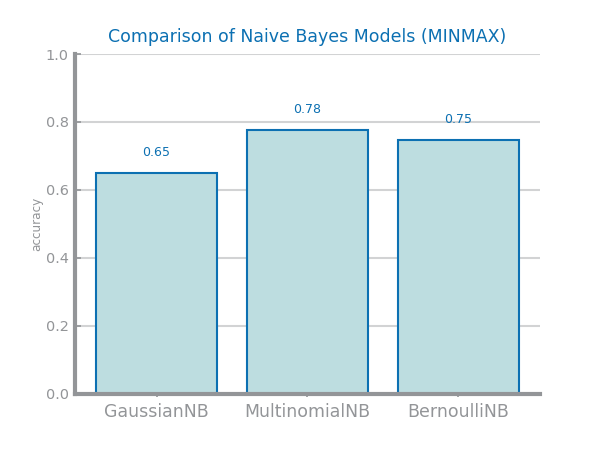 Comparison of Naive Bayes Models (MINMAX)
1.0
0.8
0.6
0.4
0.2
0.0
accuracy
0.65
0.78
0.75
GaussianNB
MultinomialNB
BernoulliNB